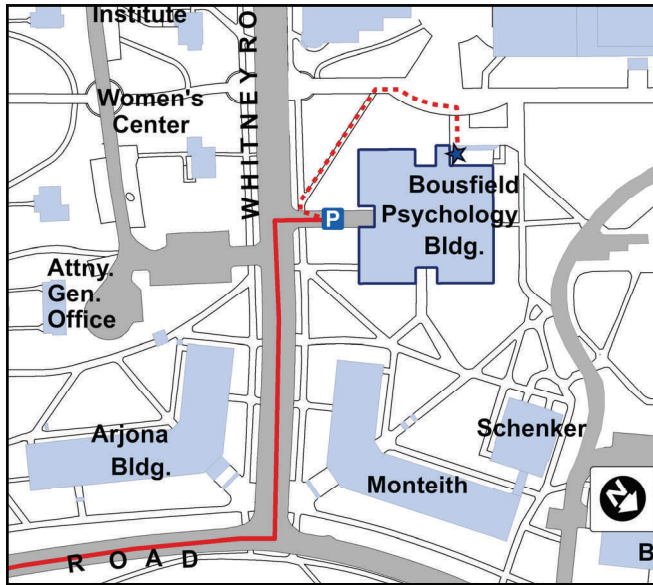 Institute
WHITNEY RO
Women's
Center
Bousfield
Psychology
Bldg.
P
Attny.
Gen.
Office
Arjona
Bldg.
Schenker
Monteith
N
ROAD
B